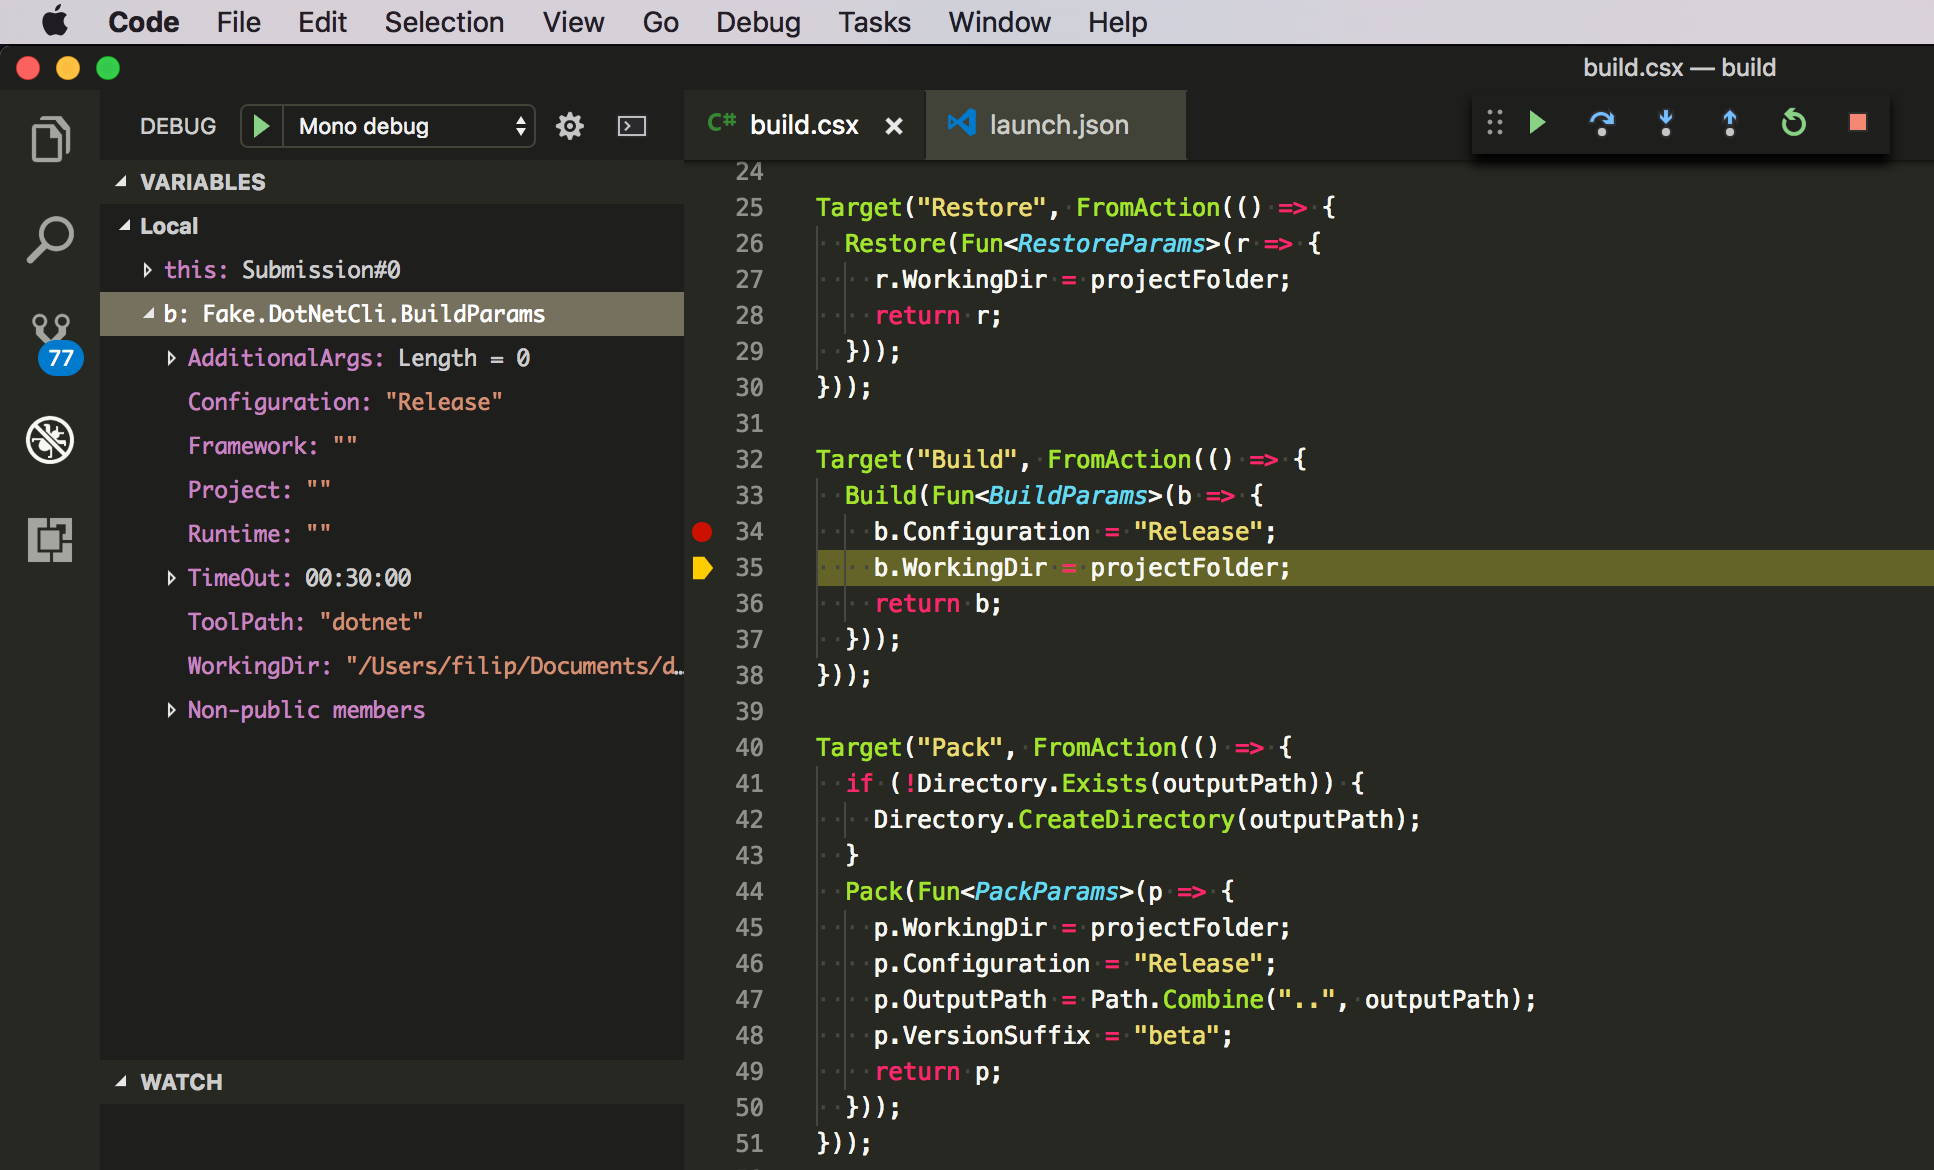 Code File Edit Selection View Go Debug Tasks Window Help
build.csx — build
DEBUG Mono debug
C# build.csx launch.json
VARIABLES
Local
this: Submission#0
b: Fake.DotNetCli.BuildParams
AdditionalArgs: Length = 0
Configuration: "Release"
Framework: ""
Project: ""
Runtime: ""
TimeOut: 00:30:00
ToolPath: "dotnet"
WorkingDir: "/Users/filip/Documents/d…
Non-public members
WATCH
77
24
25 Target("Restore", FromAction(() => {
26 Restore(Fun<RestoreParams>(r => {
27 r.WorkingDir = projectFolder;
28 return r;
29 }));
30 }));
31
32 Target("Build", FromAction(() => {
33 Build(Fun<BuildParams>(b => {
34 b.Configuration = "Release";
35 b.WorkingDir = projectFolder;
36 return b;
37 }));
38 }));
39
40 Target("Pack", FromAction(() => {
41 if (!Directory.Exists(outputPath)) {
42 Directory.CreateDirectory(outputPath);
43 }
44 Pack(Fun<PackParams>(p => {
45 p.WorkingDir = projectFolder;
46 p.Configuration = "Release";
47 p.OutputPath = Path.Combine("..", outputPath);
48 p.VersionSuffix = "beta";
49 return p;
50 }));
51 }));